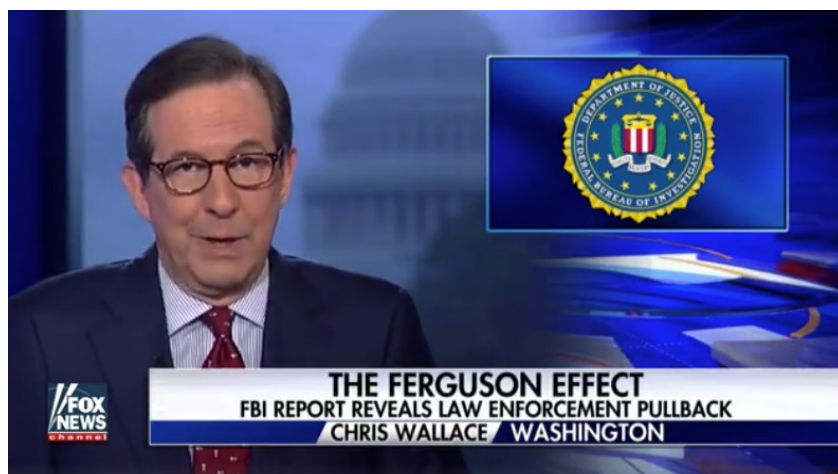 DEPARTMENT OF JUSTICE
FEDERAL BUREAU OF INVESTIGATION
THE FERGUSON EFFECT
FBI REPORT REVEALS LAW ENFORCEMENT PULLBACK
CHRIS WALLACE WASHINGTON
FOX
NEWS
channel